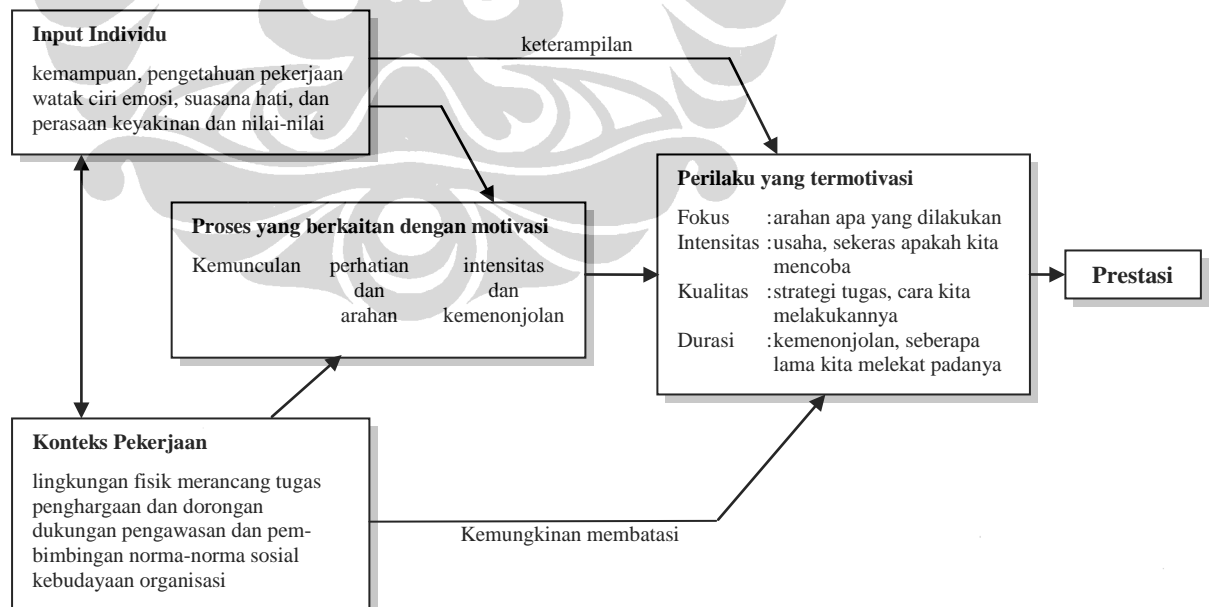 Input Individu
kemampuan, pengetahuan pekerjaan
watak ciri emosi, suasana hati, dan
perasaan keyakinan dan nilai-nilai
keterampilan
Proses yang berkaitan dengan motivasi
Kemunculan perhatian intensitas
dan dan
arahan kemenonjolan
Perilaku yang termotivasi
Fokus :arahan apa yang dilakukan
Intensitas :usaha, sekeras apakah kita
mencoba
Kualitas :strategi tugas, cara kita
melakukannya
Durasi :kemenonjolan, seberapa
lama kita melekat padanya
Prestasi
Konteks Pekerjaan
lingkungan fisik merancang tugas
penghargaan dan dorongan
dukungan pengawasan dan pem-
bimbingan norma-norma sosial
kebudayaan organisasi
Kemungkinan membatasi